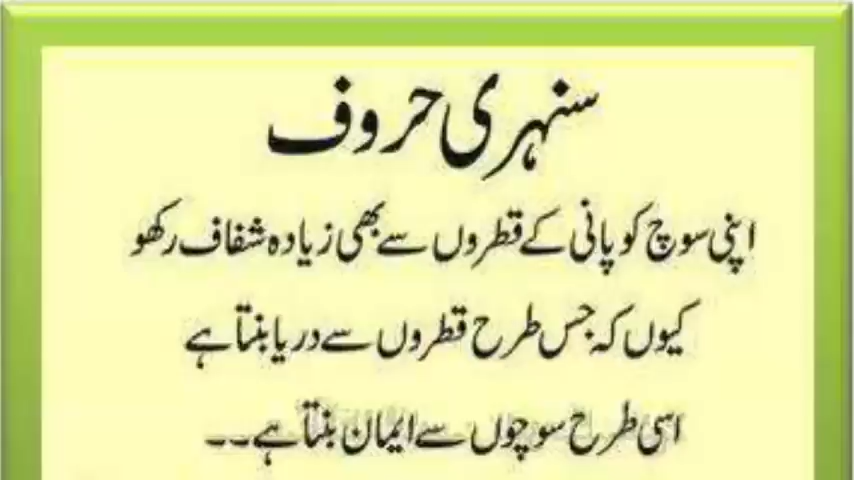 سنہری حروف
اپنی سوچ کو پانی کے قطروں سے بھی زیادہ شفاف رکھو
کیوں کہ جس طرح قطروں سے دریا بنتا ہے
اسی طرح سوچوں سے ایمان بنتا ہے۔۔